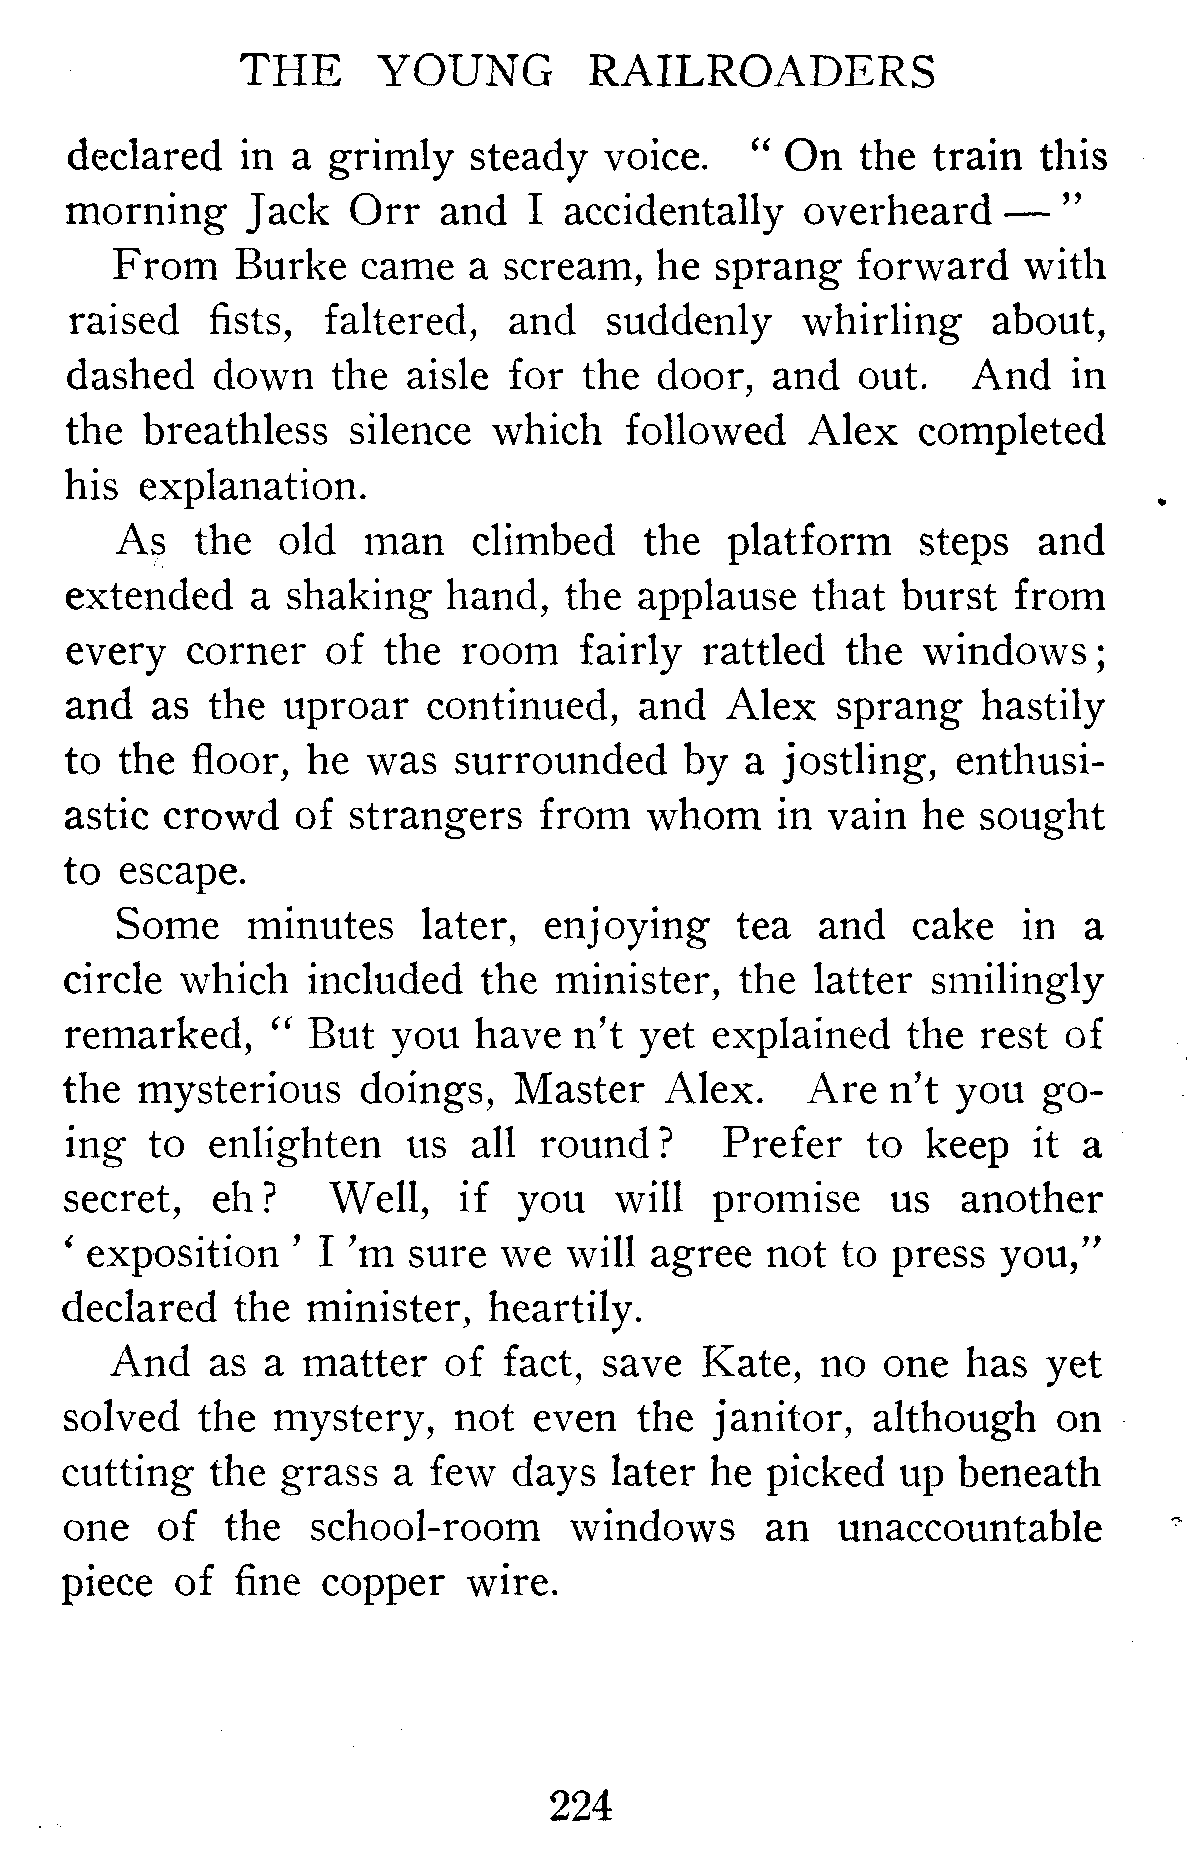 THE YOUNG RAILROADERS
declared in a grimly steady voice. “ On the train this
morning Jack Orr and I accidentally overheard — ”
From Burke came a scream, he sprang forward with
raised fists, faltered, and suddenly whirling about,
dashed down the aisle for the door, and out. And in
the breathless silence which followed Alex completed
his explanation.
As the old man climbed the platform steps and
extended a shaking hand, the applause that burst from
every corner of the room fairly rattled the windows;
and as the uproar continued, and Alex sprang hastily
to the floor, he was surrounded by a jostling, enthusi-
astic crowd of strangers from whom in vain he sought
to escape.
Some minutes later, enjoying tea and cake in a
circle which included the minister, the latter smilingly
remarked, “ But you have n’t yet explained the rest of
the mysterious doings, Master Alex. Are n’t you go-
ing to enlighten us all round? Prefer to keep it a
secret, eh? Well, if you will promise us another
‘ exposition ’ I ’m sure we will agree not to press you,”
declared the minister, heartily.
And as a matter of fact, save Kate, no one has yet
solved the mystery, not even the janitor, although on
cutting the grass a few days later he picked up beneath
one of the school-room windows an unaccountable
piece of fine copper wire.
224